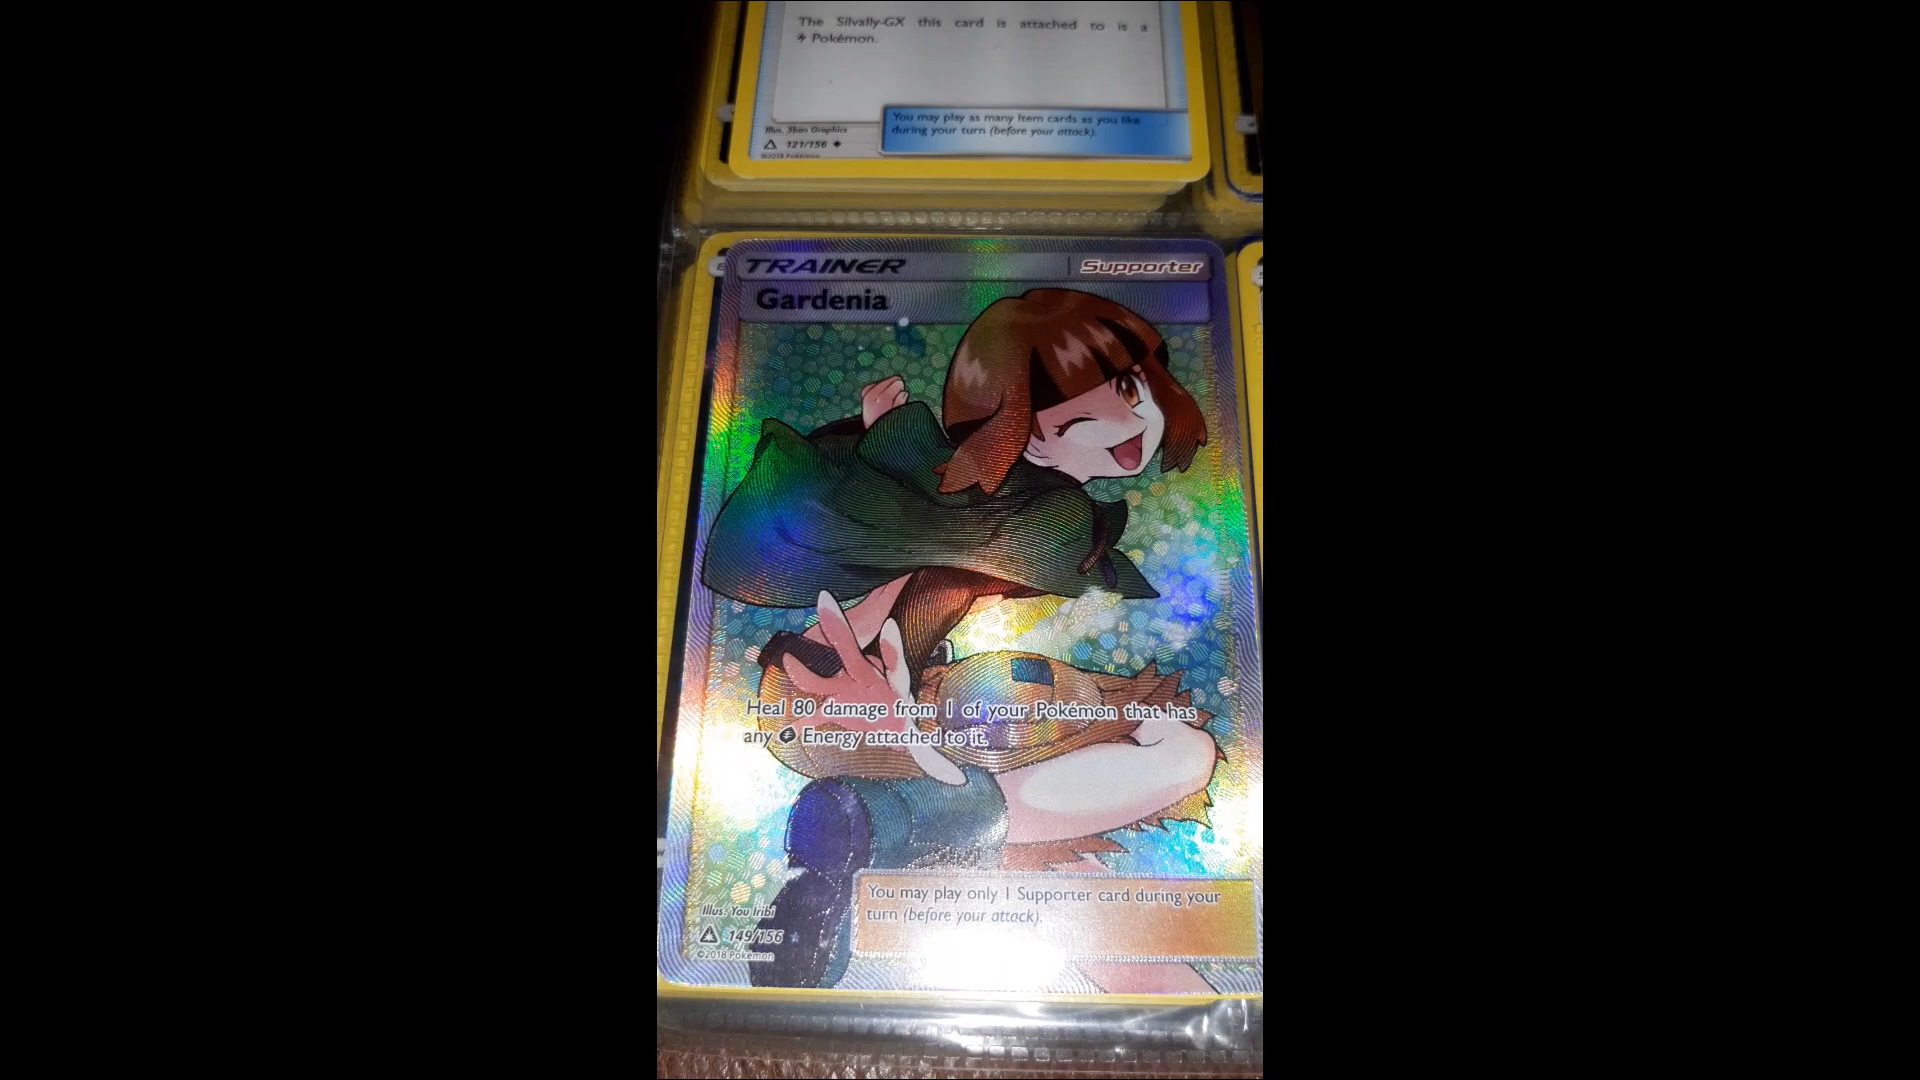 The Silvally-GX this card is attached to is a
Pokémon.
You may play as many Item cards as you like
during your turn (before your attack).
Illus. 5ban Graphics
121/156
©2018 Pokémon
TRAINER
Supporter
Gardenia
Heal 80 damage from 1 of your Pokémon that has
any Energy attached to it.
You may play only 1 Supporter card during your
turn (before your attack).
Illus. You Iribi
149/156
©2018 Pokémon